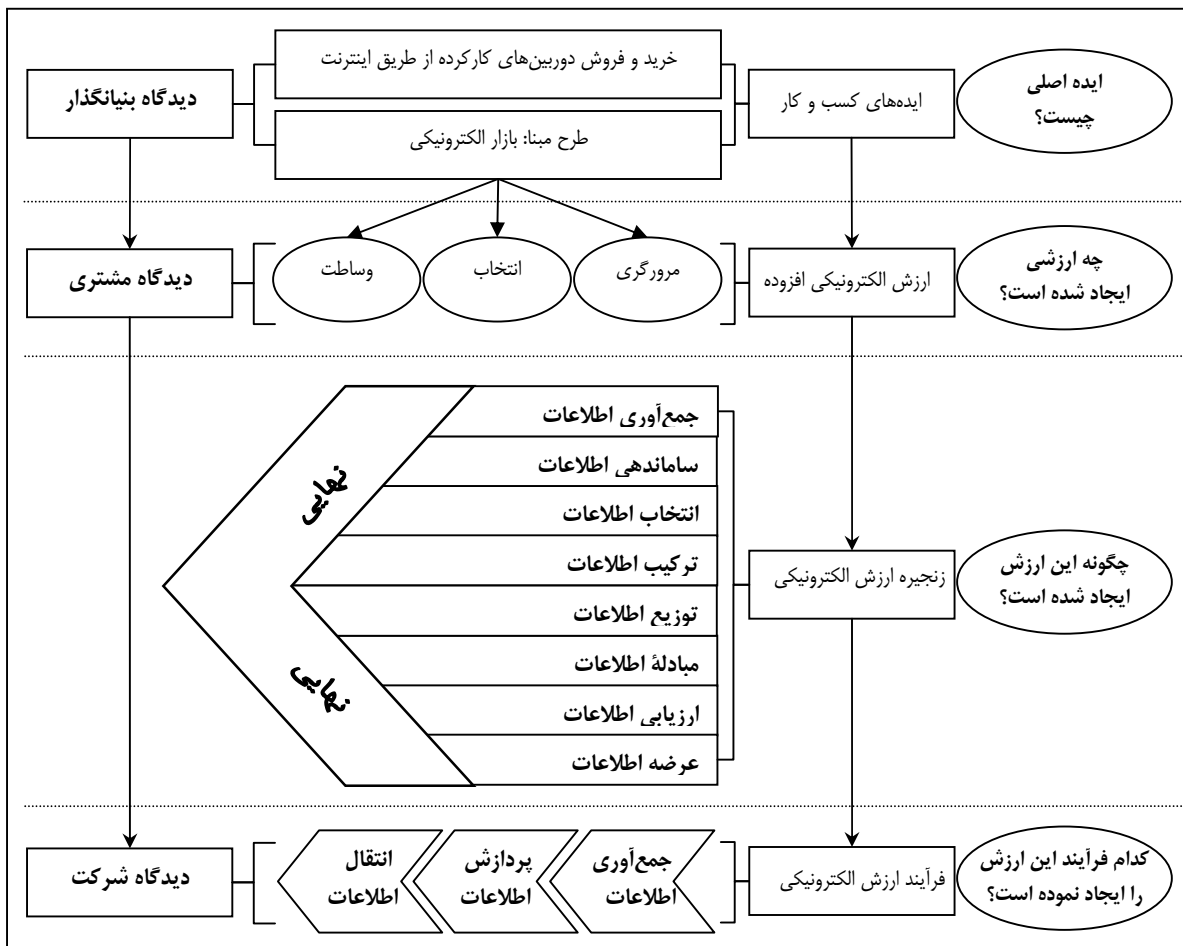 ایده اصلی
چیست؟
ایده‌های کسب و کار
خرید و فروش دوربین‌های کارکرده از طریق اینترنت
طرح مبنا: بازار الکترونیکی
دیدگاه بنیانگذار
چه ارزشی
ایجاد شده است؟
ارزش الکترونیکی افزوده
مرورگری
انتخاب
وساطت
دیدگاه مشتری
چگونه این ارزش
ایجاد شده است؟
زنجیره ارزش الکترونیکی
جمع‌آوری اطلاعات
ساماندهی اطلاعات
انتخاب اطلاعات
ترکیب اطلاعات
توزیع اطلاعات
مبادلهٔ اطلاعات
ارزیابی اطلاعات
عرضه اطلاعات
نهایی
نهایی
کدام فرآیند این ارزش
را ایجاد نموده است؟
فرآیند ارزش الکترونیکی
جمع‌آوری
اطلاعات
پردازش
اطلاعات
انتقال
اطلاعات
دیدگاه شرکت